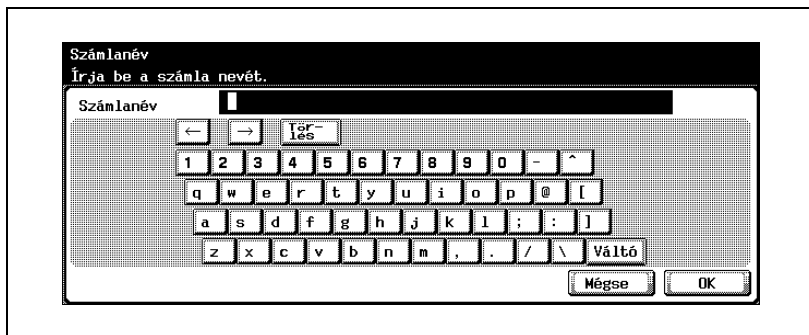 Számlanév
Írja be a számla nevét.
Számlanév
← → Tör-
lés
1 2 3 4 5 6 7 8 9 0 - ^
q w e r t y u i o p @ [
a s d f g h j k l ; : ]
z x c v b n m , . / \ Váltó
Mégse OK